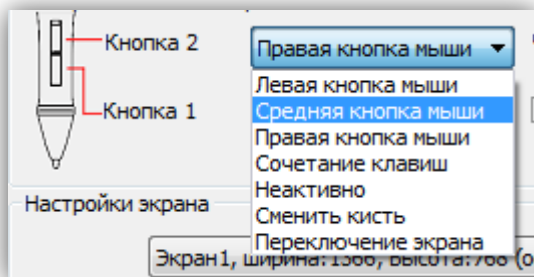 Кнопка 2
Правая кнопка мыши
Левая кнопка мыши
Средняя кнопка мыши
Кнопка 1
Правая кнопка мыши
Сочетание клавиш
Неактивно
Настройки экрана
Сменить кисть
Переключение экрана
Экран1, ширина:1366, высота:768 (о